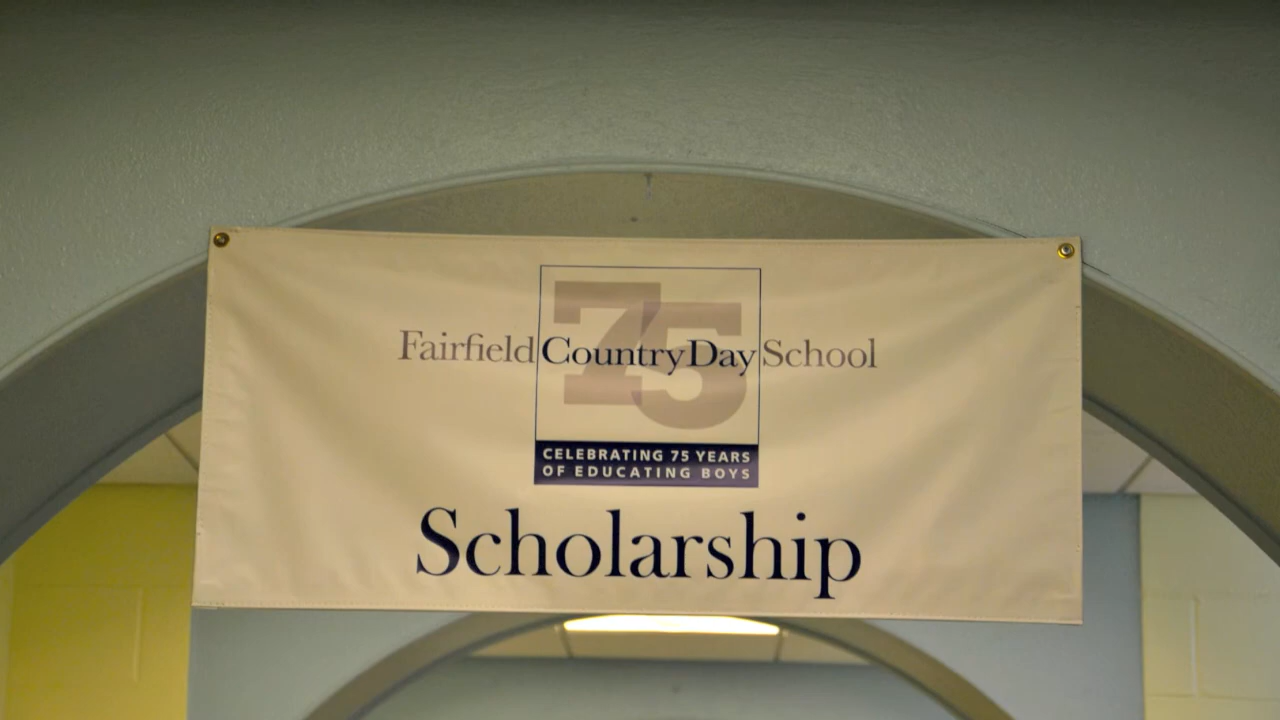 75
Fairfield Country Day School
CELEBRATING 75 YEARS
OF EDUCATING BOYS
Scholarship